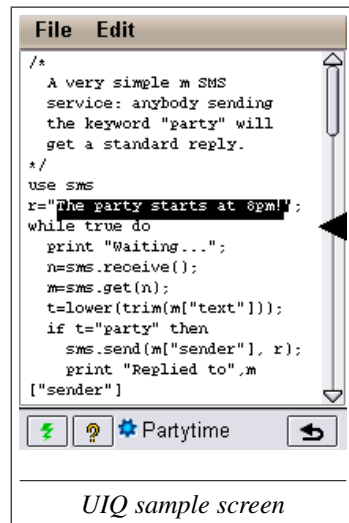 File Edit
/*
A very simple m SMS
service: anybody sending
the keyword "party" will
get a standard reply.
*/
use sms
r="The party starts at 8pm!";
while true do
print "Waiting...";
n=sms.receive();
m=sms.get(n);
t=lower(trim(m["text"]));
if t="party" then
sms.send(m["sender"], r);
print "Replied to",m
["sender"]
Partytime
UIQ sample screen